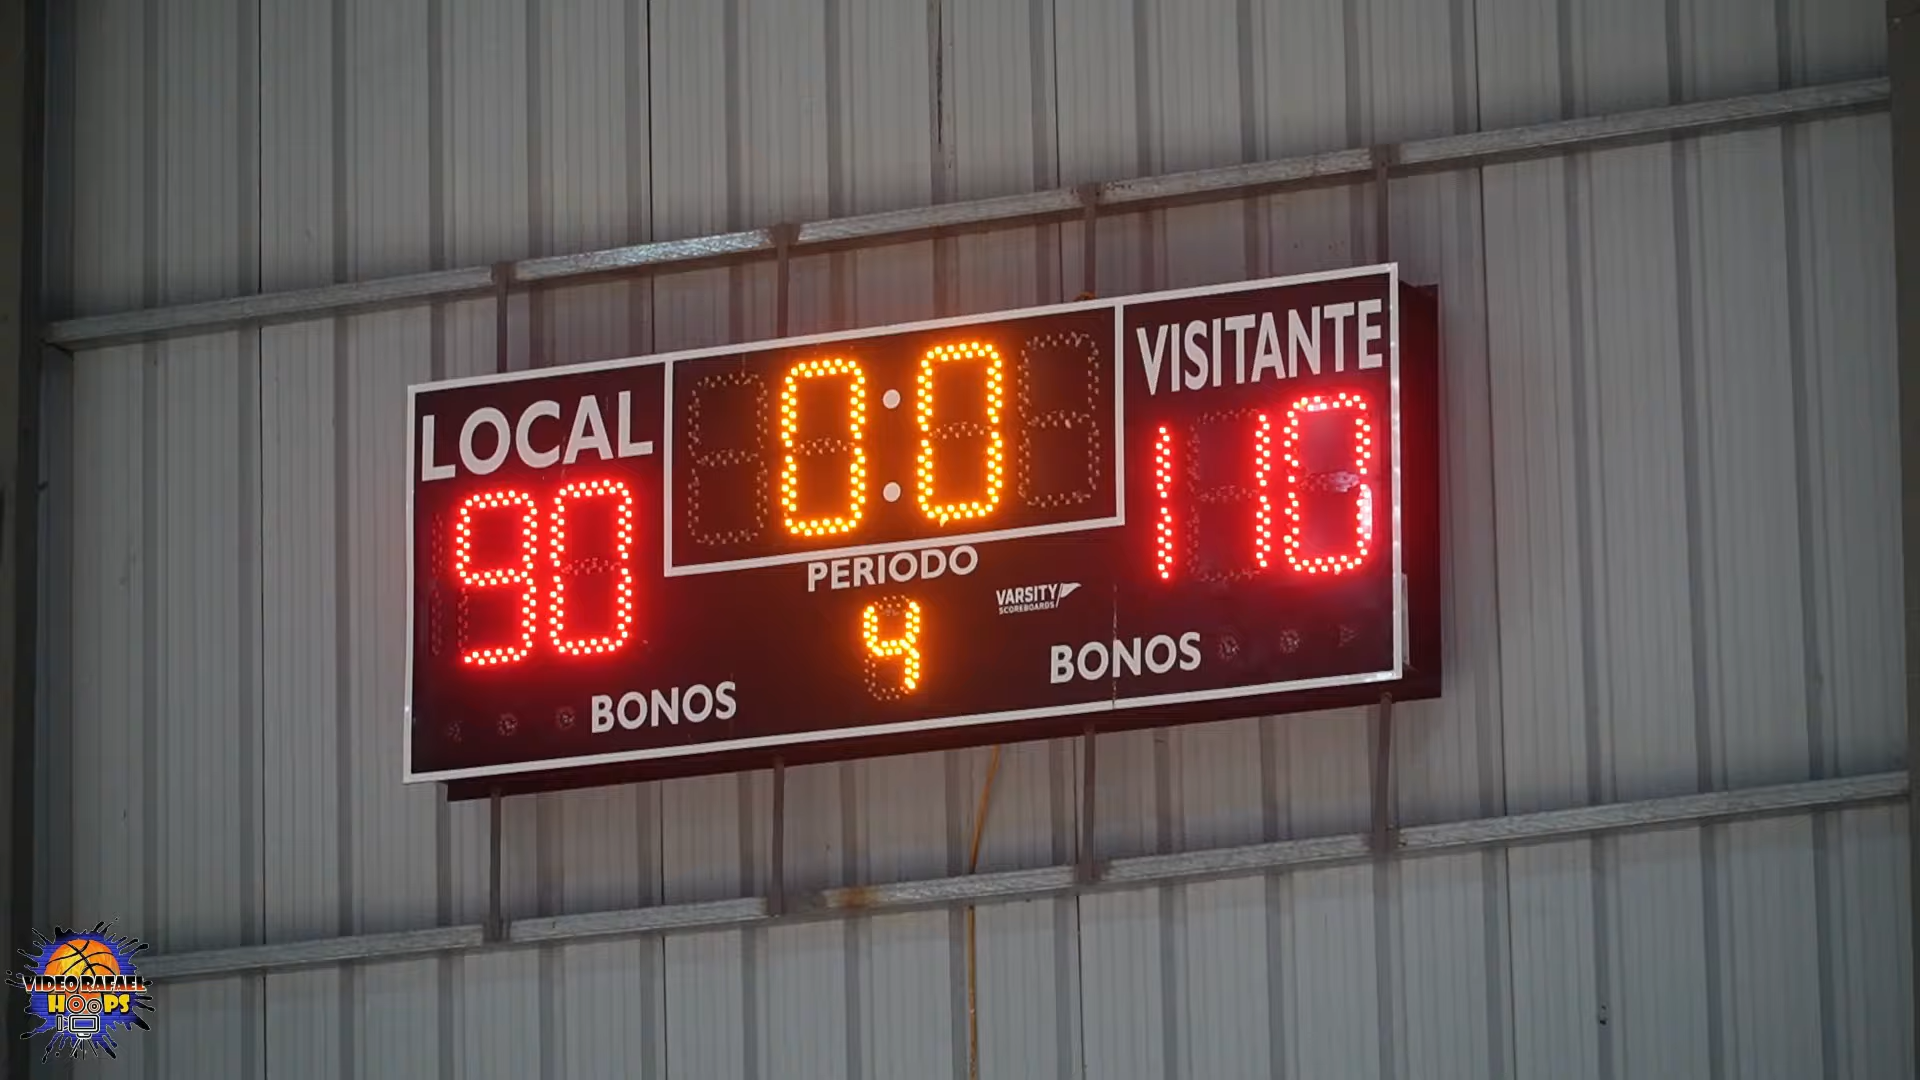 LOCAL
0:0
VISITANTE
90
110
PERIODO
4
VARSITY
SCOREBOARDS
BONOS
BONOS
VIDEO RAFAEL
HOOPS